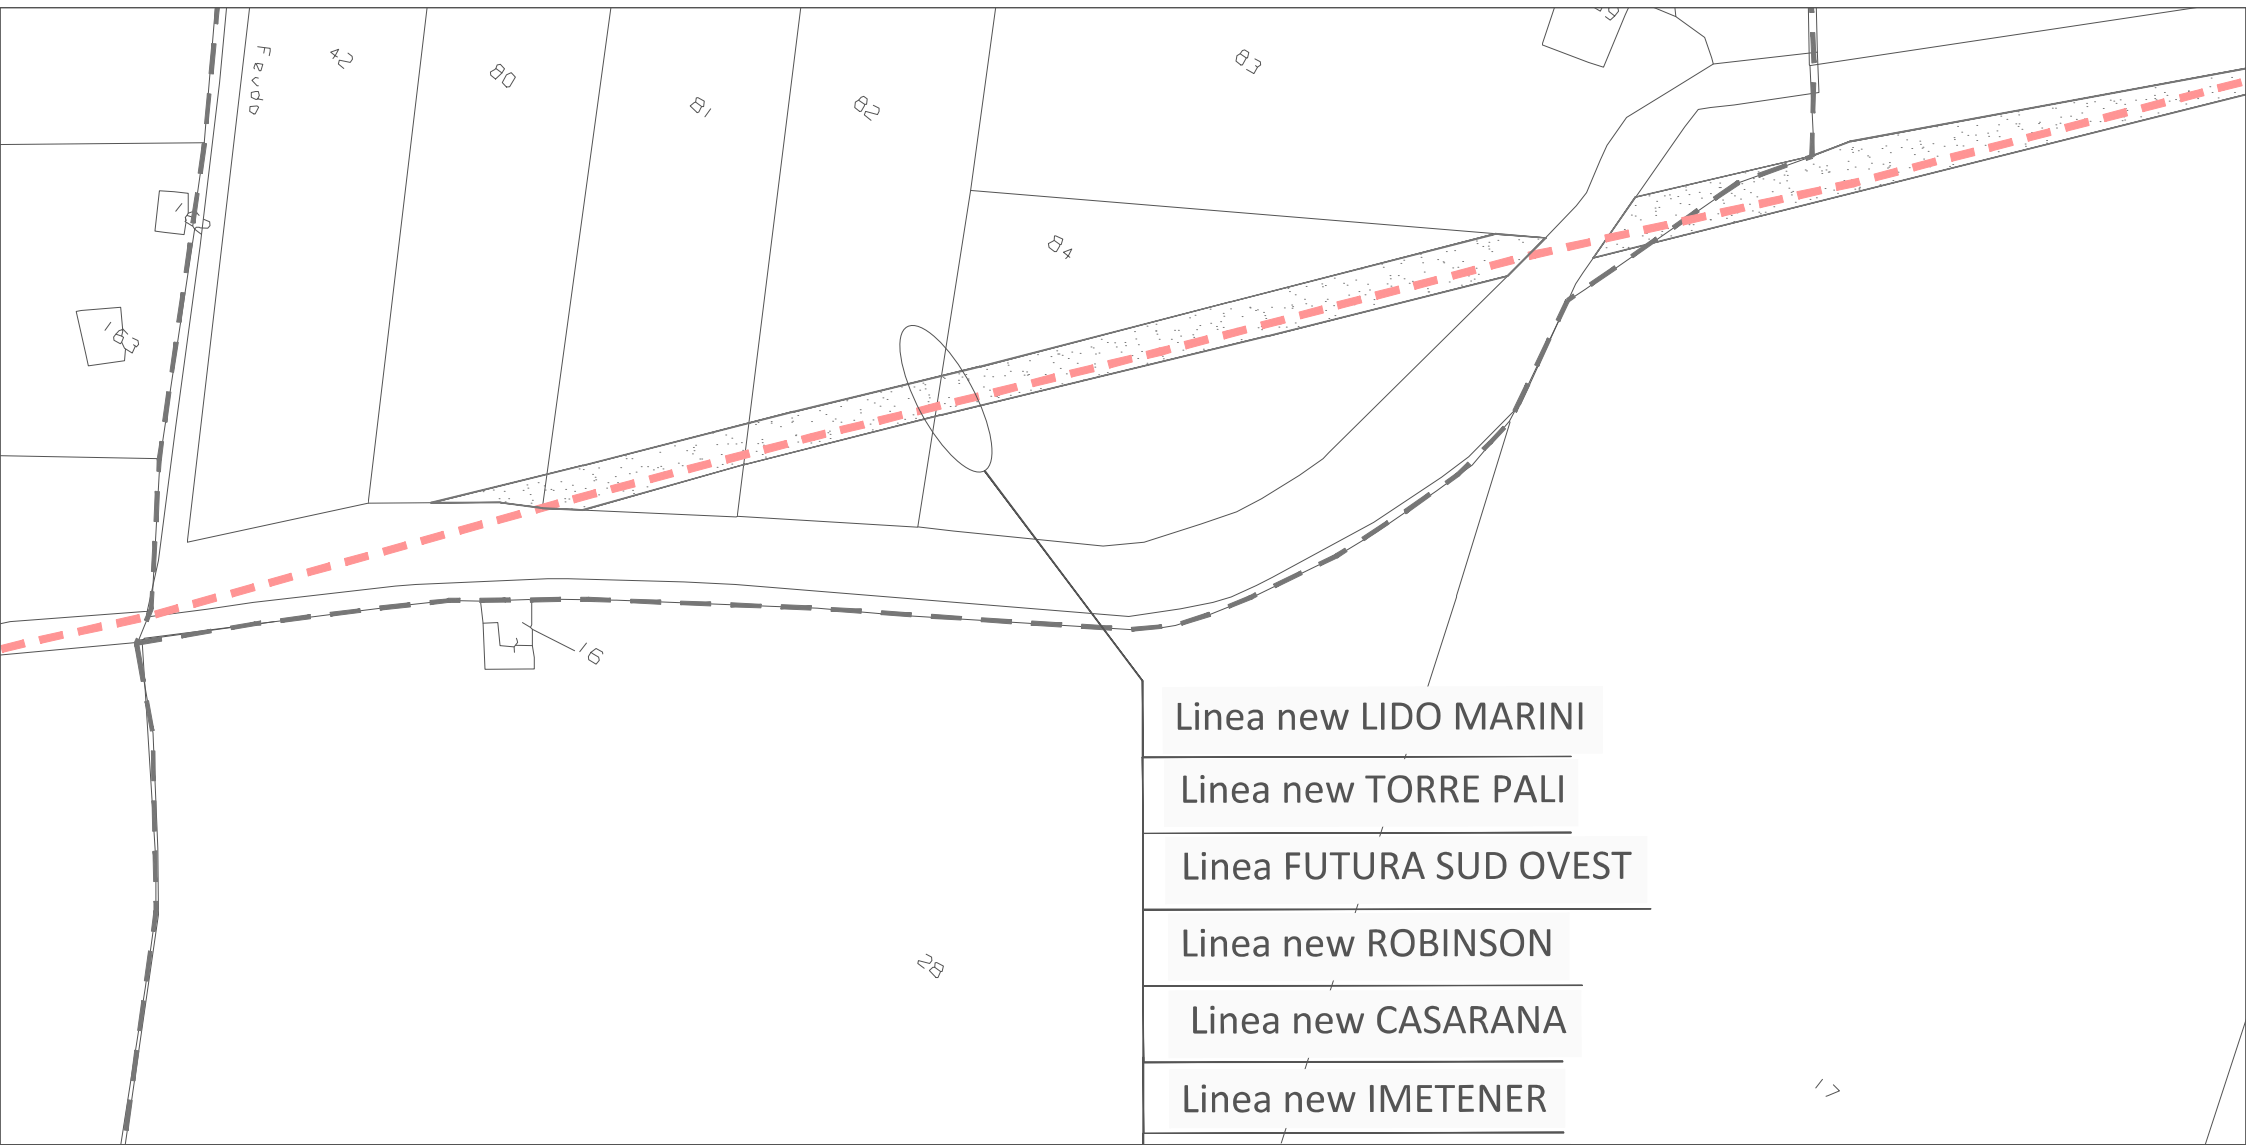 Feudo
42
80
81
82
83
84
183
16
Linea new LIDO MARINI
Linea new TORRE PALI
Linea FUTURA SUD OVEST
Linea new ROBINSON
28
Linea new CASARANA
17
Linea new IMETENER